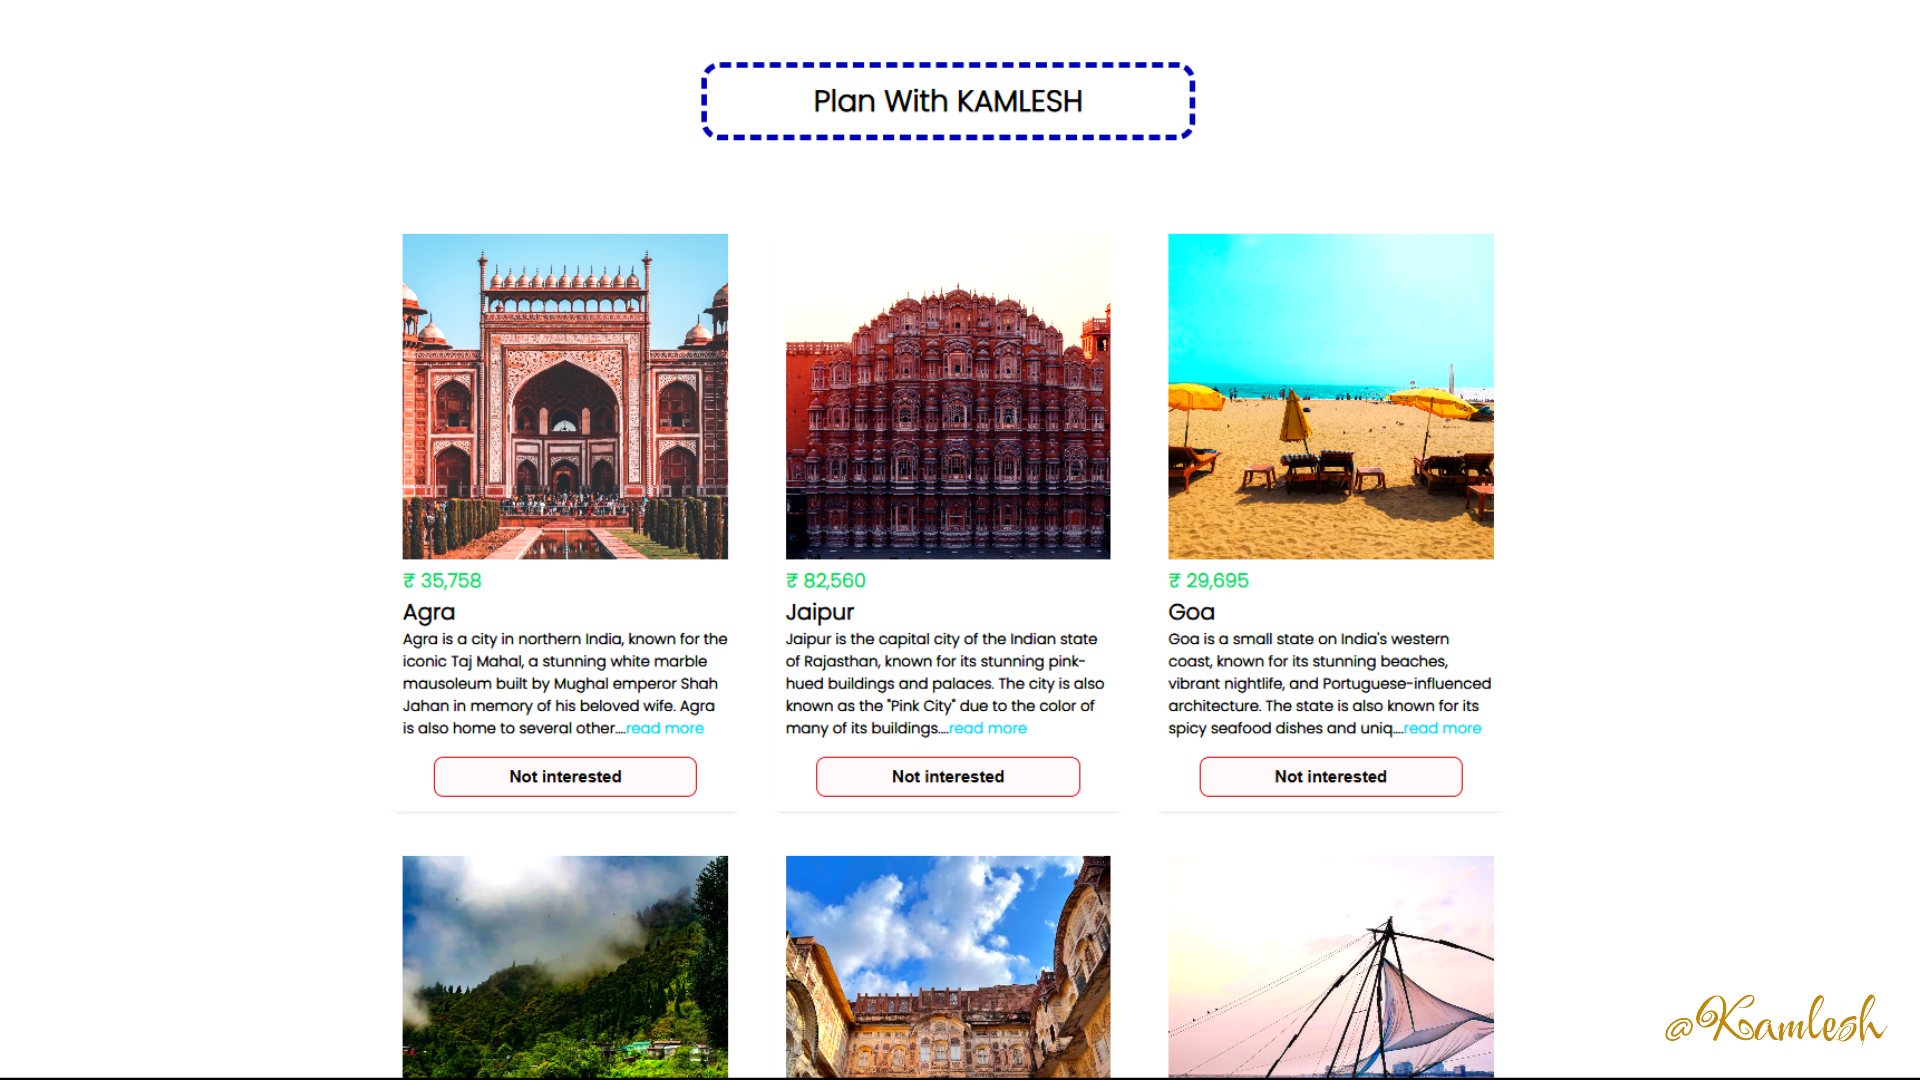 Plan With KAMLESH
₹ 35,758
Agra
Agra is a city in northern India, known for the
iconic Taj Mahal, a stunning white marble
mausoleum built by Mughal emperor Shah
Jahan in memory of his beloved wife. Agra
is also home to several other....read more
Not interested
₹ 82,560
Jaipur
Jaipur is the capital city of the Indian state
of Rajasthan, known for its stunning pink-
hued buildings and palaces. The city is also
known as the "Pink City" due to the color of
many of its buildings....read more
Not interested
₹ 29,695
Goa
Goa is a small state on India's western
coast, known for its stunning beaches,
vibrant nightlife, and Portuguese-influenced
architecture. The state is also known for its
spicy seafood dishes and uniq....read more
Not interested
@Kamlesh